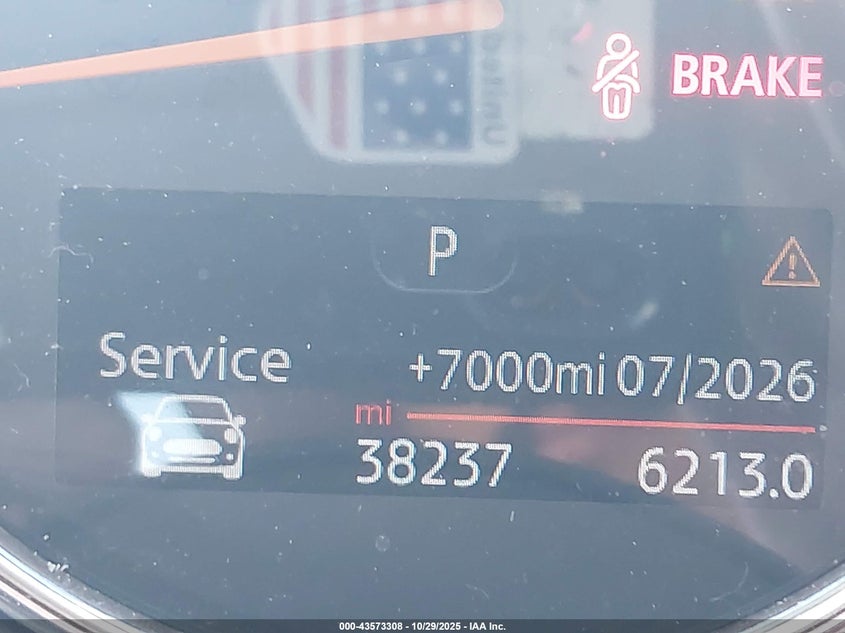 BRAKE
P
Service
+7000mi 07/2026
mi
38237 6213.0
000-43573308 - 10/29/2025 - IAA Inc.